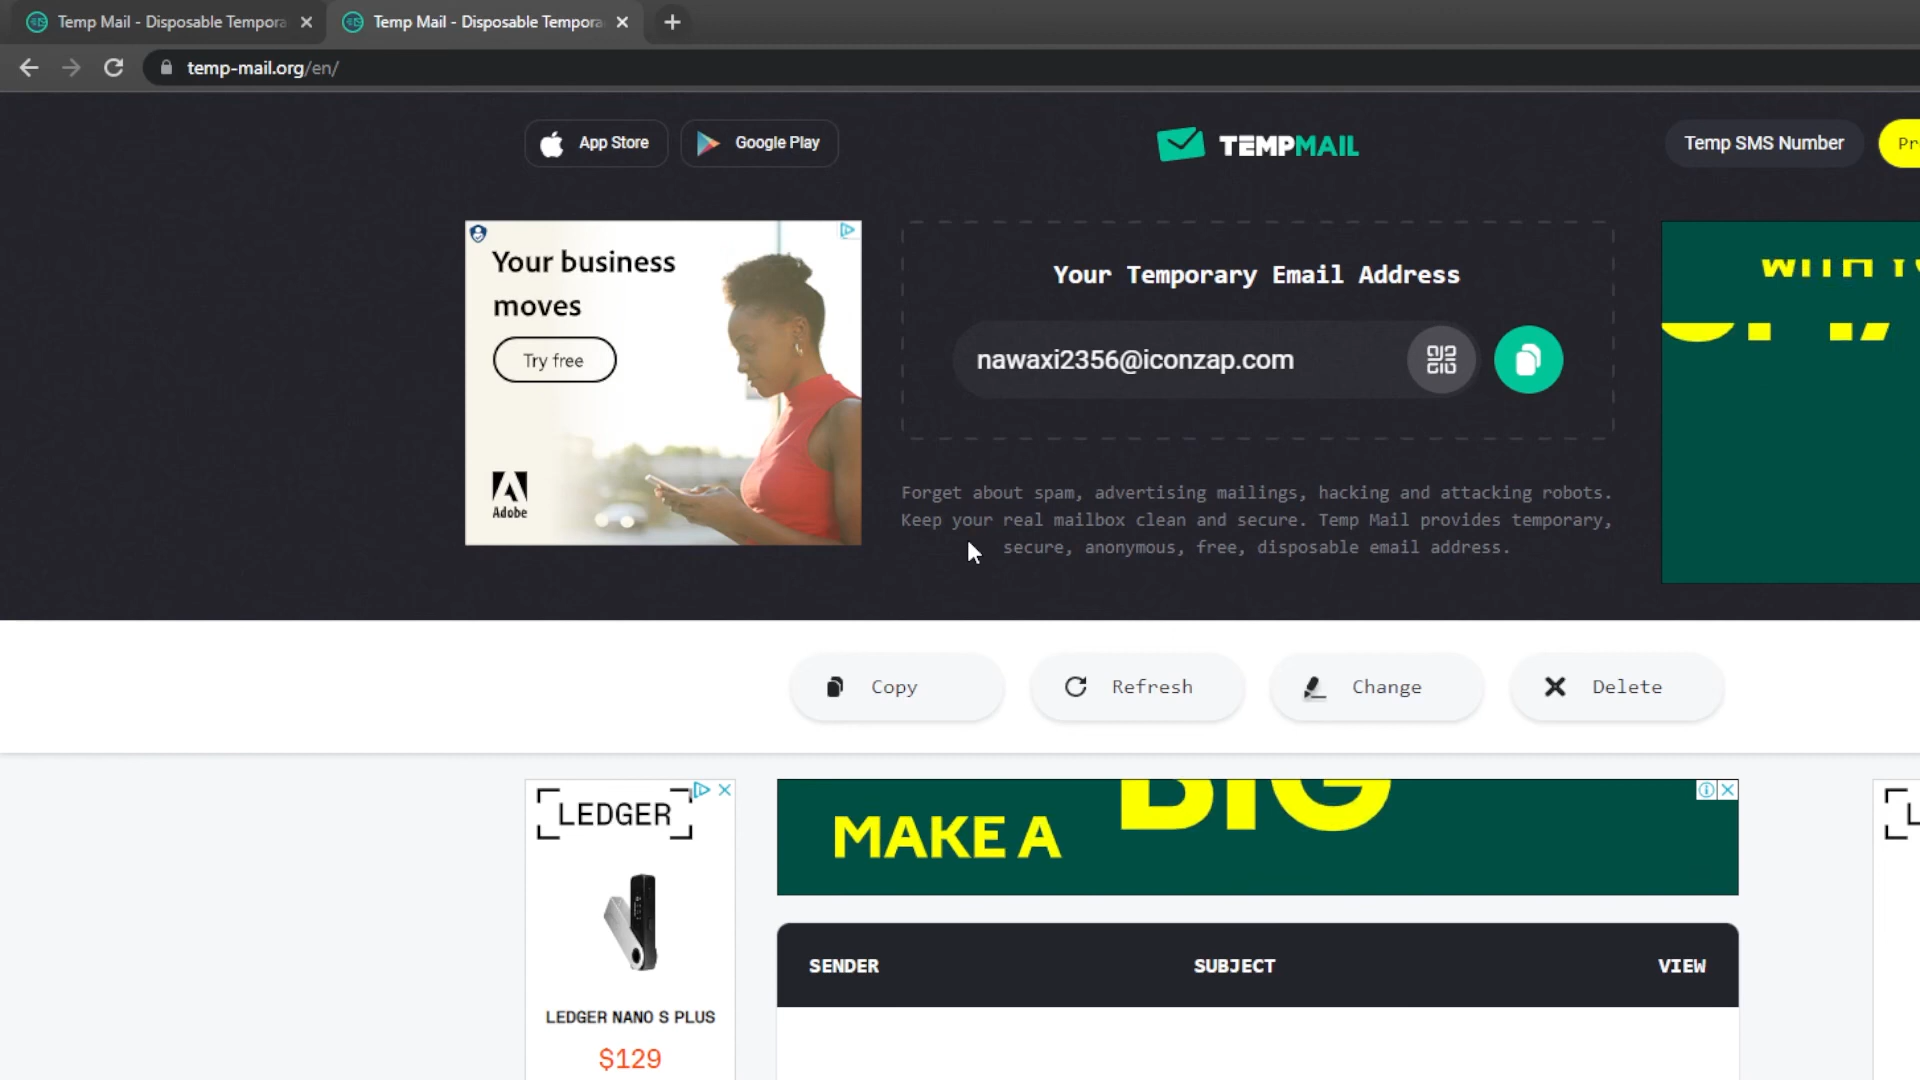 Temp Mail - Disposable Tempora
Temp Mail - Disposable Tempora
temp-mail.org/en/
App Store
Google Play
TEMPMAIL
Temp SMS Number
Pr
Your business
moves
Try free
Adobe
Your Temporary Email Address
nawaxi2356@iconzap.com
Forget about spam, advertising mailings, hacking and attacking robots.
Keep your real mailbox clean and secure. Temp Mail provides temporary,
secure, anonymous, free, disposable email address.
Copy
Refresh
Change
Delete
LEDGER
LEDGER NANO S PLUS
$129
MAKE A
BIG
SENDER
SUBJECT
VIEW
L